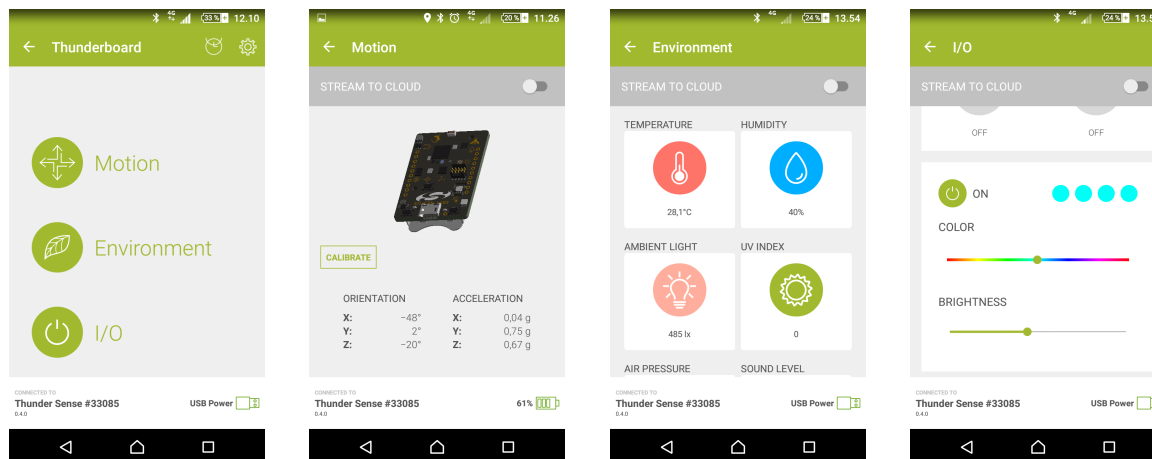 4G 33 % 12.10
Thunderboard
Motion
Environment
I/O
CONNECTED TO
Thunder Sense #33085
0.4.0
USB Power
4G 20 % 11.26
Motion
STREAM TO CLOUD
CALIBRATE
ORIENTATION ACCELERATION
X: −48° X: 0,04 g
Y: 2° Y: 0,75 g
Z: −20° Z: 0,67 g
CONNECTED TO
Thunder Sense #33085
0.4.0
61%
4G 24 % 13.54
Environment
STREAM TO CLOUD
TEMPERATURE HUMIDITY
28,1°C 40%
AMBIENT LIGHT UV INDEX
485 lx 0
AIR PRESSURE SOUND LEVEL
CONNECTED TO
Thunder Sense #33085
0.4.0
USB Power
4G 24 %
I/O
STREAM TO CLOUD
OFF OFF
ON
COLOR
BRIGHTNESS
CONNECTED TO
Thunder Sense #33085
0.4.0
USB Power